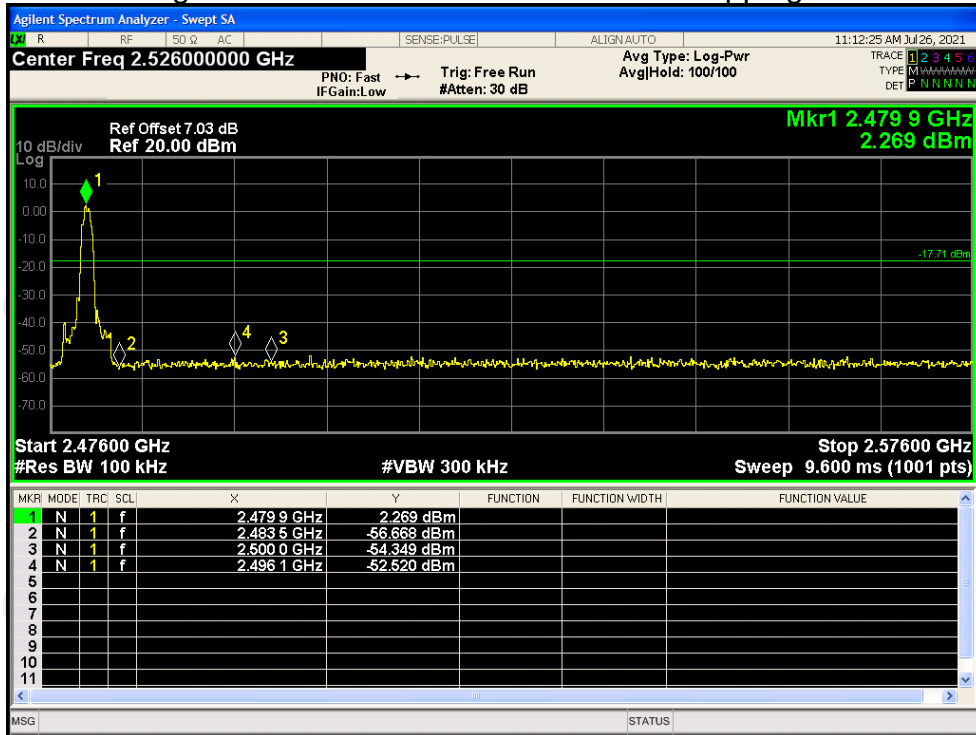 Agilent Spectrum Analyzer - Swept SA
LXI R RF 50 Ω AC SENSE:PULSE ALIGN AUTO 11:12:25 AM Jul 26, 2021
Center Freq 2.526000000 GHz
PNO: Fast
IFGain:Low
Trig: Free Run
#Atten: 30 dB
Avg Type: Log-Pwr
Avg|Hold: 100/100
TRACE 1 2 3 4 5 6
TYPE M
DET P N N N N N
Mkr1 2.479 9 GHz
2.269 dBm
Ref Offset 7.03 dB
10 dB/div Ref 20.00 dBm
Log
10.0
0.00
-10.0
-20.0
-30.0
-40.0
-50.0
-60.0
-70.0
1
2
4
3
-17.71 dBm
Start 2.47600 GHz Stop 2.57600 GHz
#Res BW 100 kHz #VBW 300 kHz Sweep 9.600 ms (1001 pts)
MKR MODE TRC SCL X Y FUNCTION FUNCTION WIDTH FUNCTION VALUE
1 N 1 f 2.479 9 GHz 2.269 dBm
2 N 1 f 2.483 5 GHz -56.668 dBm
3 N 1 f 2.500 0 GHz -54.349 dBm
4 N 1 f 2.496 1 GHz -52.520 dBm
5
6
7
8
9
10
11
MSG STATUS